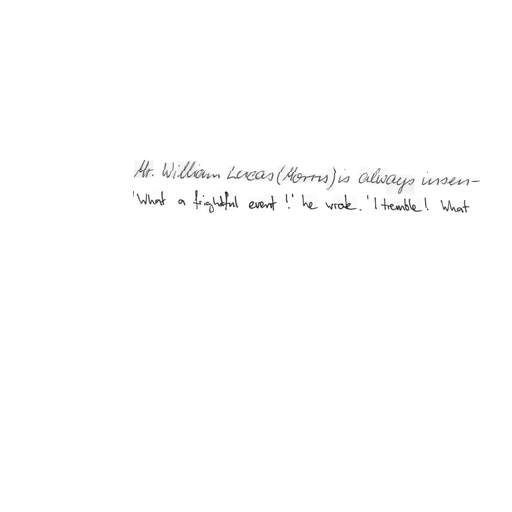 Mr. William Lucas (Morris) is always insen-
'What a frightful event!' he wrote. 'I tremble! What